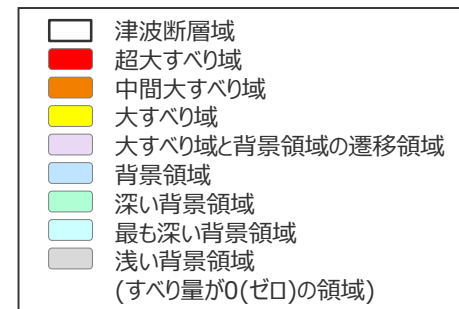 津波断層域
超大すべり域
中間大すべり域
大すべり域
大すべり域と背景領域の遷移領域
背景領域
深い背景領域
最も深い背景領域
浅い背景領域
(すべり量が0(ゼロ)の領域)